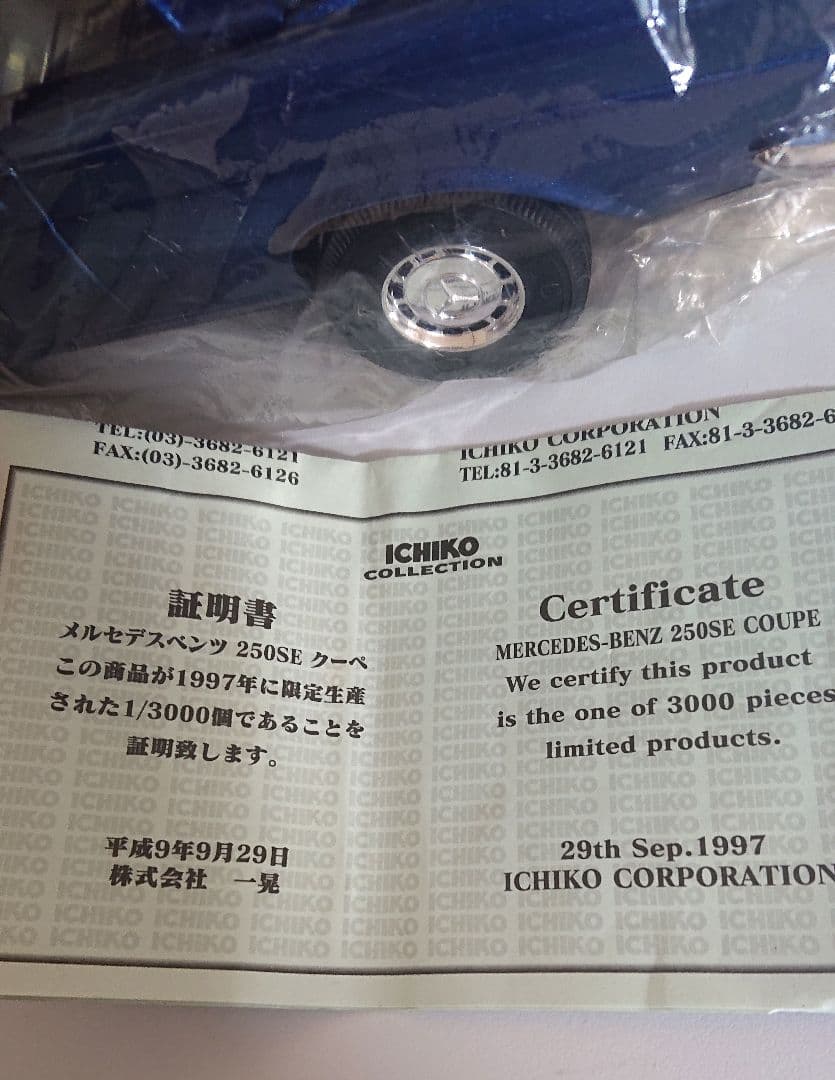 TEL:(03)-3682-6121
FAX:(03)-3682-6126
ICHIKO CORPORATION
TEL:81-3-3682-6121 FAX:81-3-3682-6
ICHIKO
COLLECTION
証明書
メルセデスベンツ 250SE クーペ
この商品が1997年に限定生産
された1/3000個であることを
証明致します。
平成9年9月29日
株式会社 一晃
Certificate
MERCEDES-BENZ 250SE COUPE
We certify this product
is the one of 3000 pieces
limited products.
29th Sep.1997
ICHIKO CORPORATION